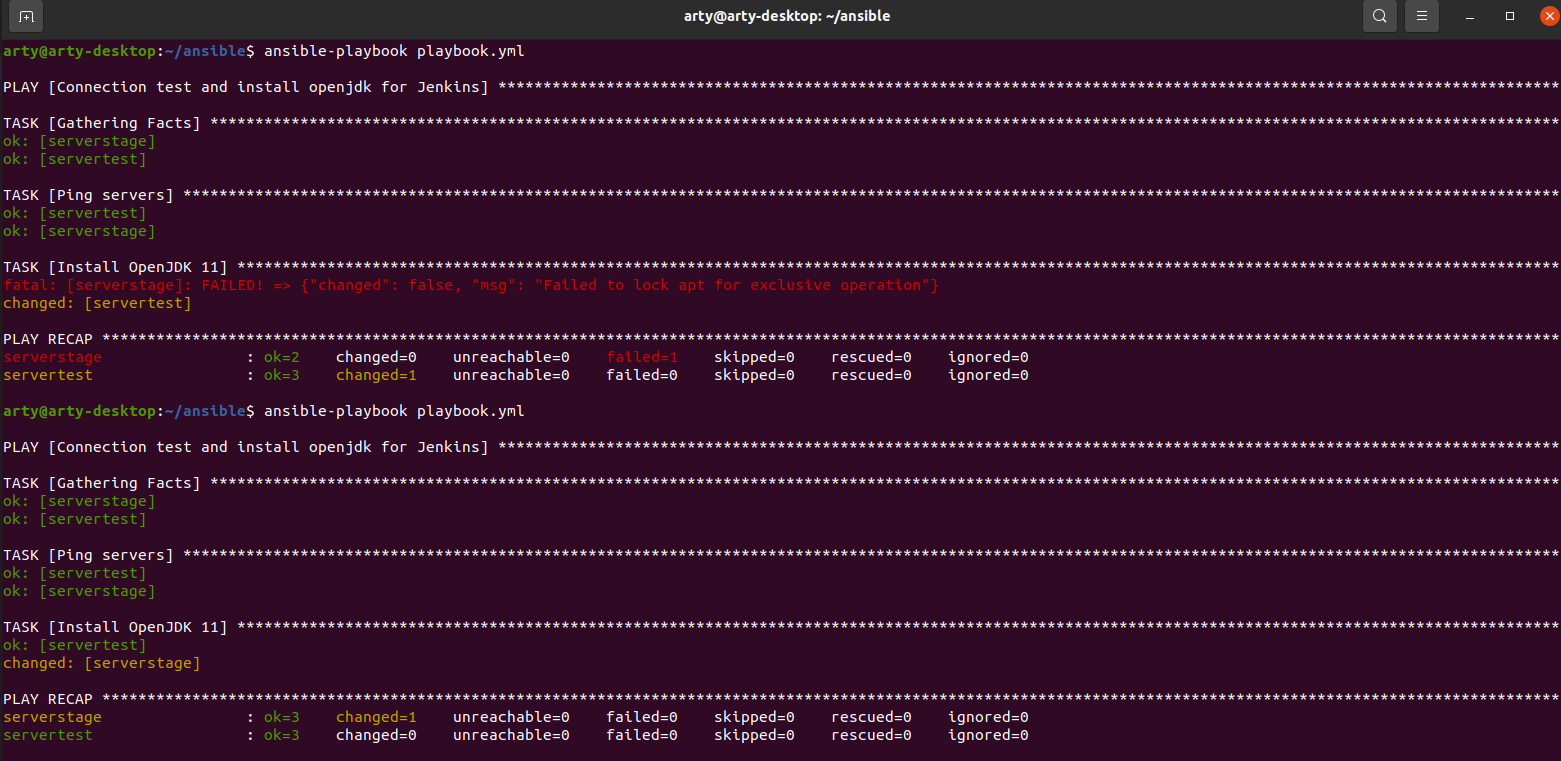 arty@arty-desktop: ~/ansible
arty@arty-desktop:~/ansible$ ansible-playbook playbook.yml
PLAY [Connection test and install openjdk for Jenkins] **********************************************************************************************************************
TASK [Gathering Facts] ******************************************************************************************************************************************************
ok: [serverstage]
ok: [servertest]
TASK [Ping servers] *********************************************************************************************************************************************************
ok: [servertest]
ok: [serverstage]
TASK [Install OpenJDK 11] ***************************************************************************************************************************************************
fatal: [serverstage]: FAILED! => {"changed": false, "msg": "Failed to lock apt for exclusive operation"}
changed: [servertest]
PLAY RECAP ******************************************************************************************************************************************************************
serverstage                : ok=2    changed=0    unreachable=0    failed=1    skipped=0    rescued=0    ignored=0
servertest                 : ok=3    changed=1    unreachable=0    failed=0    skipped=0    rescued=0    ignored=0
arty@arty-desktop:~/ansible$ ansible-playbook playbook.yml
PLAY [Connection test and install openjdk for Jenkins] **********************************************************************************************************************
TASK [Gathering Facts] ******************************************************************************************************************************************************
ok: [serverstage]
ok: [servertest]
TASK [Ping servers] *********************************************************************************************************************************************************
ok: [servertest]
ok: [serverstage]
TASK [Install OpenJDK 11] ***************************************************************************************************************************************************
ok: [servertest]
changed: [serverstage]
PLAY RECAP ******************************************************************************************************************************************************************
serverstage                : ok=3    changed=1    unreachable=0    failed=0    skipped=0    rescued=0    ignored=0
servertest                 : ok=3    changed=0    unreachable=0    failed=0    skipped=0    rescued=0    ignored=0